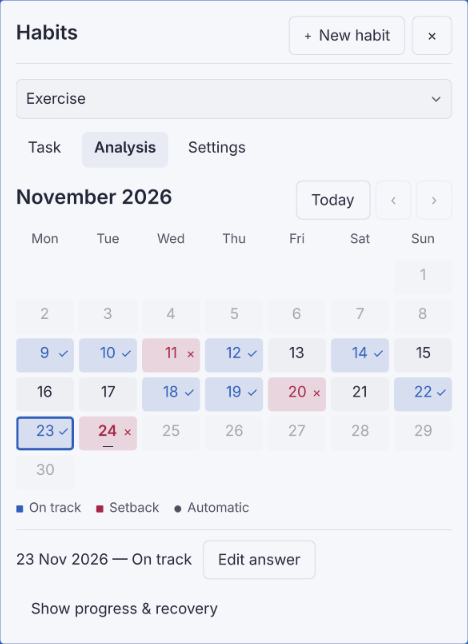 Habits
+ New habit
×
Exercise
Task Analysis Settings
November 2026
Today ‹ ›
Mon Tue Wed Thu Fri Sat Sun
1
2 3 4 5 6 7 8
9 ✓ 10 ✓ 11 × 12 ✓ 13 14 ✓ 15
16 17 18 ✓ 19 ✓ 20 × 21 22 ✓
23 ✓ 24 × 25 26 27 28 29
30
On track Setback Automatic
23 Nov 2026 — On track Edit answer
Show progress & recovery